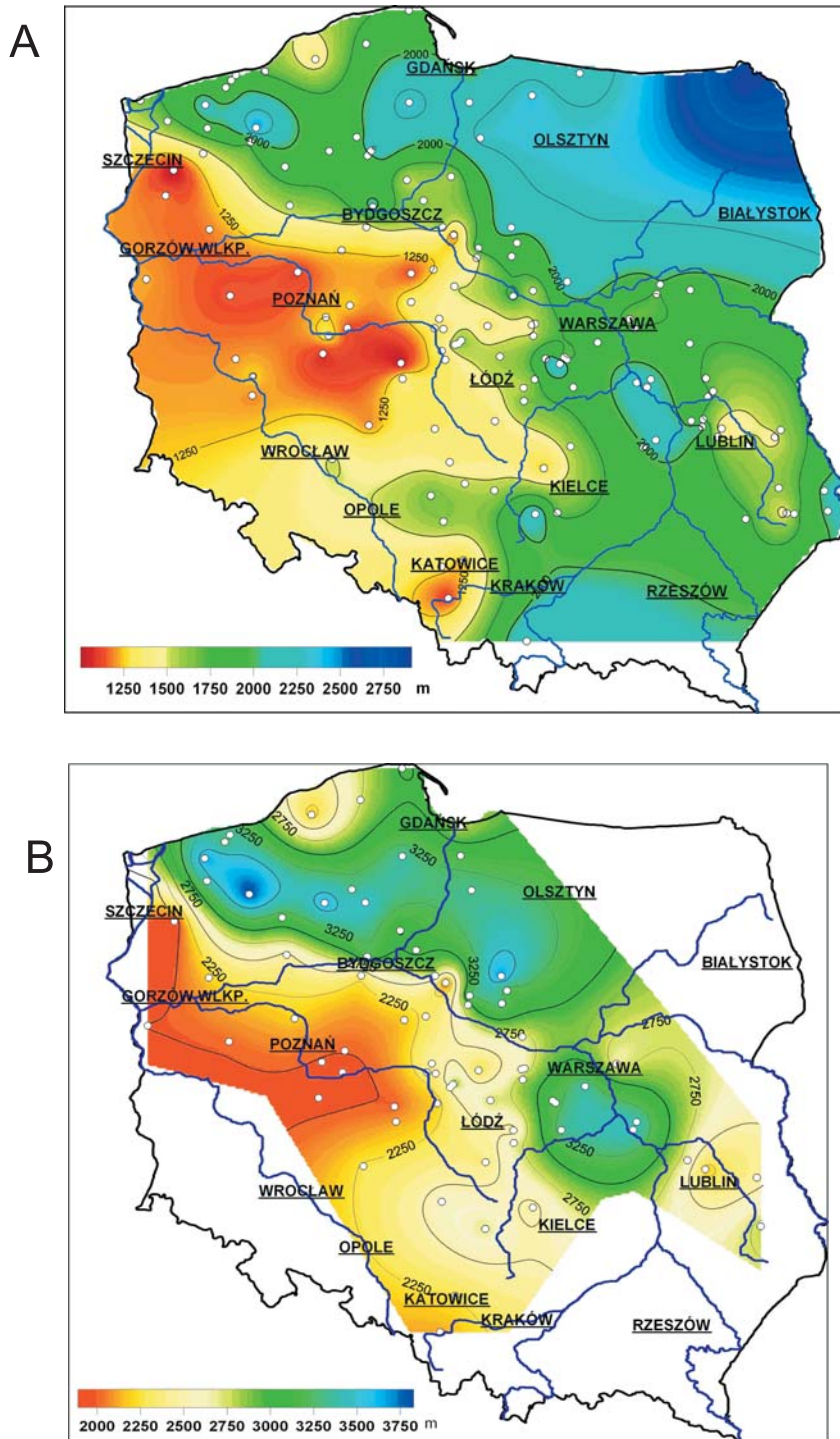 A
2000
GDAŃSK
2000
2000
OLSZTYN
SZCZECIN
BYDGOSZCZ
BIAŁYSTOK
1250
GORZÓW WLKP.
1250
2000
2000
POZNAŃ
WARSZAWA
ŁÓDŹ
1250
WROCŁAW
LUBLIN
2000
1250
KIELCE
OPOLE
KATOWICE
1250
KRAKÓW
RZESZÓW
1250 1500 1750 2000 2250 2500 2750 m
B
2750
GDAŃSK
3250
3250
2750
OLSZTYN
SZCZECIN
3250
BYDGOSZCZ
3250
BIAŁYSTOK
2250
GORZÓW WLKP.
2250
2750
2750
POZNAŃ
WARSZAWA
2750
ŁÓDŹ
2250
3250
WROCŁAW
LUBLIN
2750
KIELCE
OPOLE
2250
KATOWICE
KRAKÓW
RZESZÓW
2000 2250 2500 2750 3000 3250 3500 3750 m